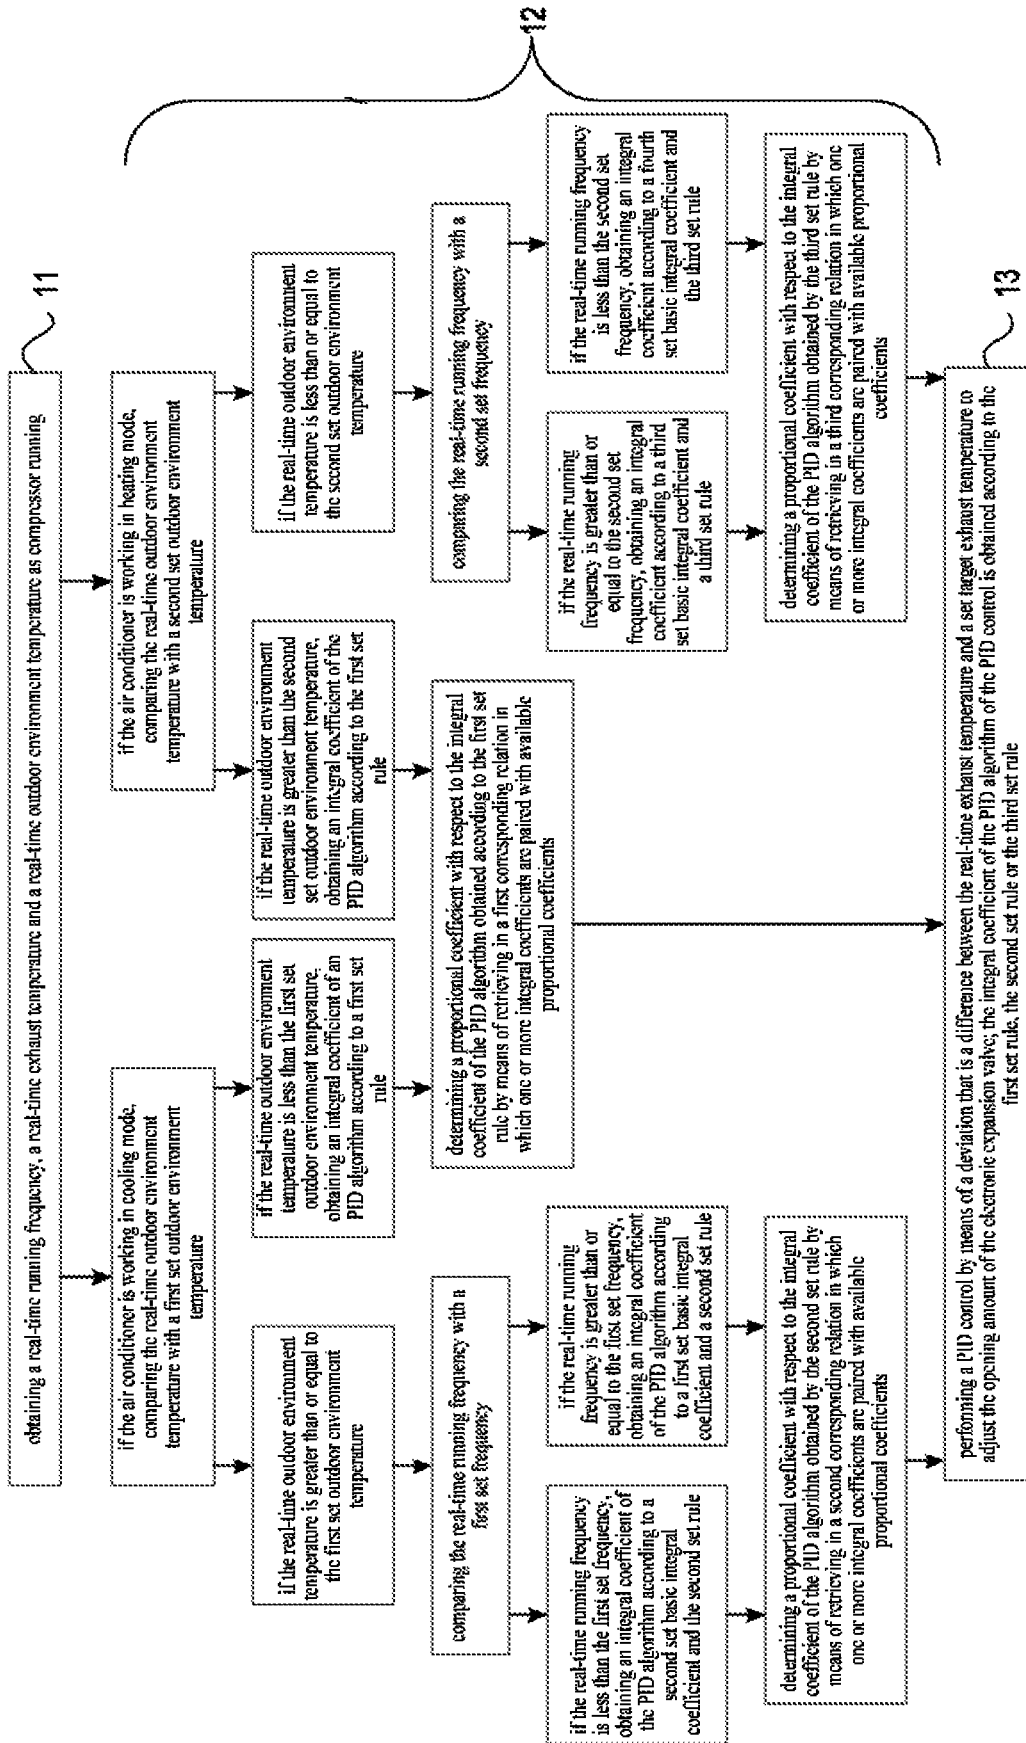 obtaining a real-time running frequency, a real-time exhaust temperature and a real-time outdoor environment temperature as compressor running
11
if the air conditioner is working in cooling mode,
comparing the real-time outdoor environment
temperature with a first set outdoor environment
temperature
if the air conditioner is working in heating mode,
comparing the real-time outdoor environment
temperature with a second set outdoor environment
temperature
12
if the real-time outdoor environment
temperature is greater than or equal to
the first set outdoor environment
temperature
if the real-time outdoor environment
temperature is less than the first set
outdoor environment temperature,
obtaining an integral coefficient of an
PID algorithm according to a first set
rule
if the real-time outdoor environment
temperature is greater than the second
set outdoor environment temperature,
obtaining an integral coefficient of the
PID algorithm according to the first set
rule
if the real-time outdoor environment
temperature is less than or equal to
the second set outdoor environment
temperature
comparing the real-time running frequency with a
first set frequency
determining a proportional coefficient with respect to the integral
coefficient of the PID algorithm obtained according to the first set
rule by means of retrieving in a first corresponding relation in
which one or more integral coefficients are paired with available
proportional coefficients
comparing the real-time running frequency with a
second set frequency
if the real-time running frequency
is less than the first set frequency,
obtaining an integral coefficient of
the PID algorithm according to a
second set basic integral
coefficient and the second set rule
if the real-time running
frequency is greater than or
equal to the first set frequency,
obtaining an integral coefficient
of the PID algorithm according
to a first set basic integral
coefficient and a second set rule
if the real-time running
frequency is greater than or
equal to the second set
frequency, obtaining an integral
coefficient according to a third
set basic integral coefficient and
a third set rule
if the real-time running frequency
is less than the second set
frequency, obtaining an integral
coefficient according to a fourth
set basic integral coefficient and
the third set rule
determining a proportional coefficient with respect to the integral
coefficient of the PID algorithm obtained by the second set rule by
means of retrieving in a second corresponding relation in which
one or more integral coefficients are paired with available
proportional coefficients
determining a proportional coefficient with respect to the integral
coefficient of the PID algorithm obtained by the third set rule by
means of retrieving in a third corresponding relation in which one
or more integral coefficients are paired with available proportional
coefficients
13
performing a PID control by means of a deviation that is a difference between the real-time exhaust temperature and a set target exhaust temperature to
adjust the opening amount of the electronic expansion valve; the integral coefficient of the PID algorithm of the PID control is obtained according to the
first set rule, the second set rule or the third set rule